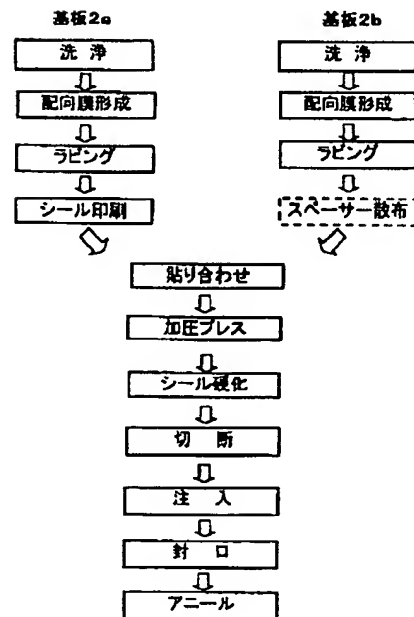 基板2a
洗 浄
配向膜形成
ラビング
シール印刷
基板2b
洗 浄
配向膜形成
ラビング
スペーサー散布
貼り合わせ
加圧プレス
シール硬化
切 断
注 入
封 口
アニール